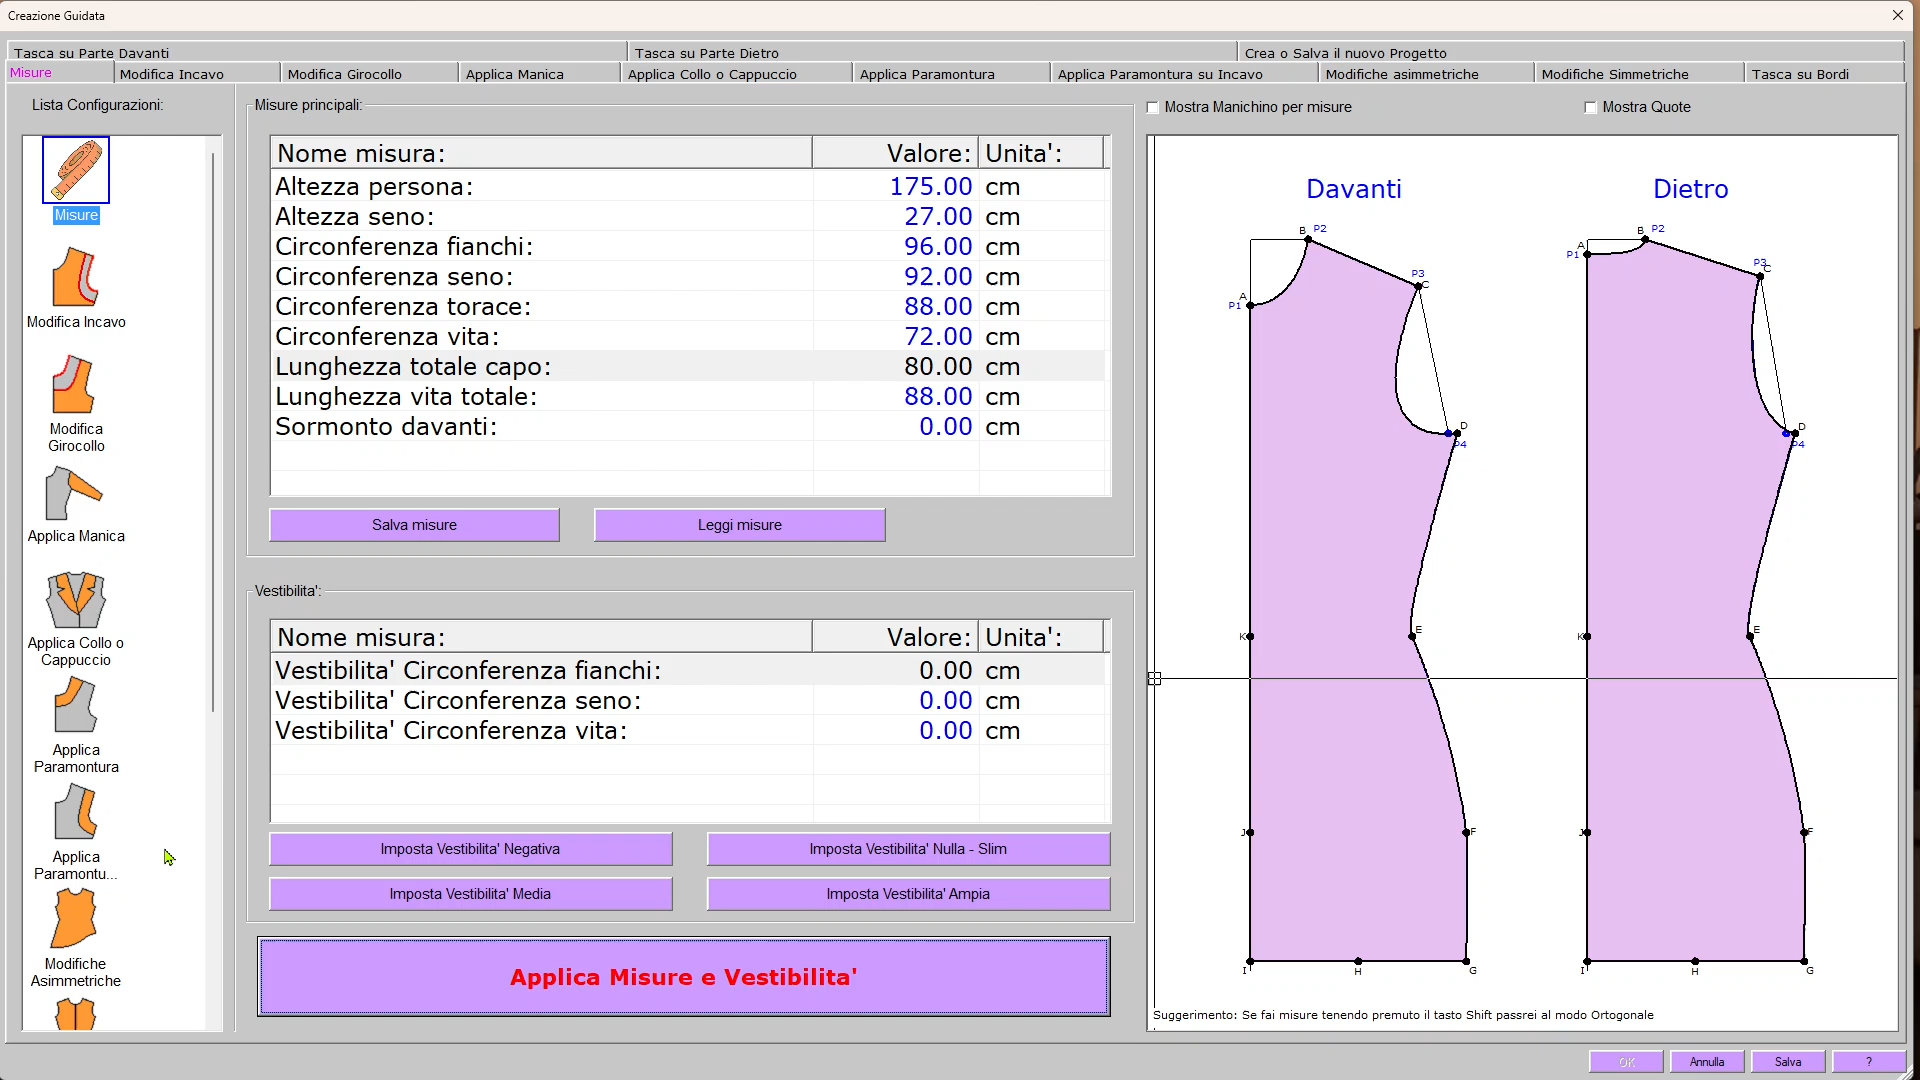 Creazione Guidata
Tasca su Parte Davanti
Tasca su Parte Dietro
Crea o Salva il nuovo Progetto
Misure
Modifica Incavo
Modifica Girocollo
Applica Manica
Applica Collo o Cappuccio
Applica Paramontura
Applica Paramontura su Incavo
Modifiche asimmetriche
Modifiche Simmetriche
Tasca su Bordi
Lista Configurazioni:
Misure
Modifica Incavo
Modifica
Girocollo
Applica Manica
Applica Collo o
Cappuccio
Applica
Paramontura
Applica
Paramontu...
Modifiche
Asimmetriche
Misure principali:
Nome misura: Valore: Unita':
Altezza persona: 175.00 cm
Altezza seno: 27.00 cm
Circonferenza fianchi: 96.00 cm
Circonferenza seno: 92.00 cm
Circonferenza torace: 88.00 cm
Circonferenza vita: 72.00 cm
Lunghezza totale capo: 80.00 cm
Lunghezza vita totale: 88.00 cm
Sormonto davanti: 0.00 cm
Salva misure
Leggi misure
Vestibilita':
Nome misura: Valore: Unita':
Vestibilita' Circonferenza fianchi: 0.00 cm
Vestibilita' Circonferenza seno: 0.00 cm
Vestibilita' Circonferenza vita: 0.00 cm
Imposta Vestibilita' Negativa
Imposta Vestibilita' Nulla - Slim
Imposta Vestibilita' Media
Imposta Vestibilita' Ampia
Applica Misure e Vestibilita'
Mostra Manichino per misure
Mostra Quote
Davanti
B P2
P3
C
A
P1
D
P4
K
E
J
F
I
H
G
Dietro
B P2
A
P1
P3
C
D
P4
K
E
J
F
I
H
G
Suggerimento: Se fai misure tenendo premuto il tasto Shift passrei al modo Ortogonale
OK
Annulla
Salva
?